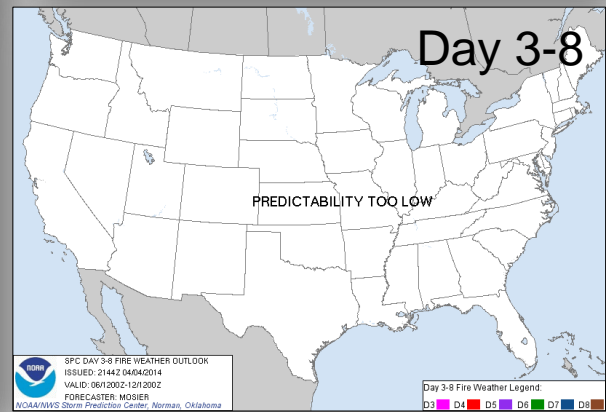 Day 3-8
PREDICTABILITY TOO LOW
NOAA
SPC DAY 3-8 FIRE WEATHER OUTLOOK
ISSUED: 2144Z 04/04/2014
VALID: 06/1200Z-12/1200Z
FORECASTER: MOSIER
NOAA/NWS Storm Prediction Center, Norman, Oklahoma
Day 3-8 Fire Weather Legend:
D3 D4 D5 D6 D7 D8